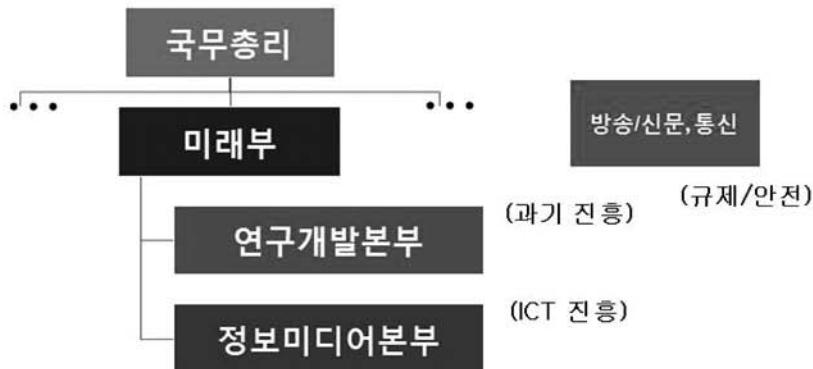 국무총리
미래부
방송/신문,통신
(규제/안전)
(과기 진흥)
연구개발본부
(ICT 진흥)
정보미디어본부